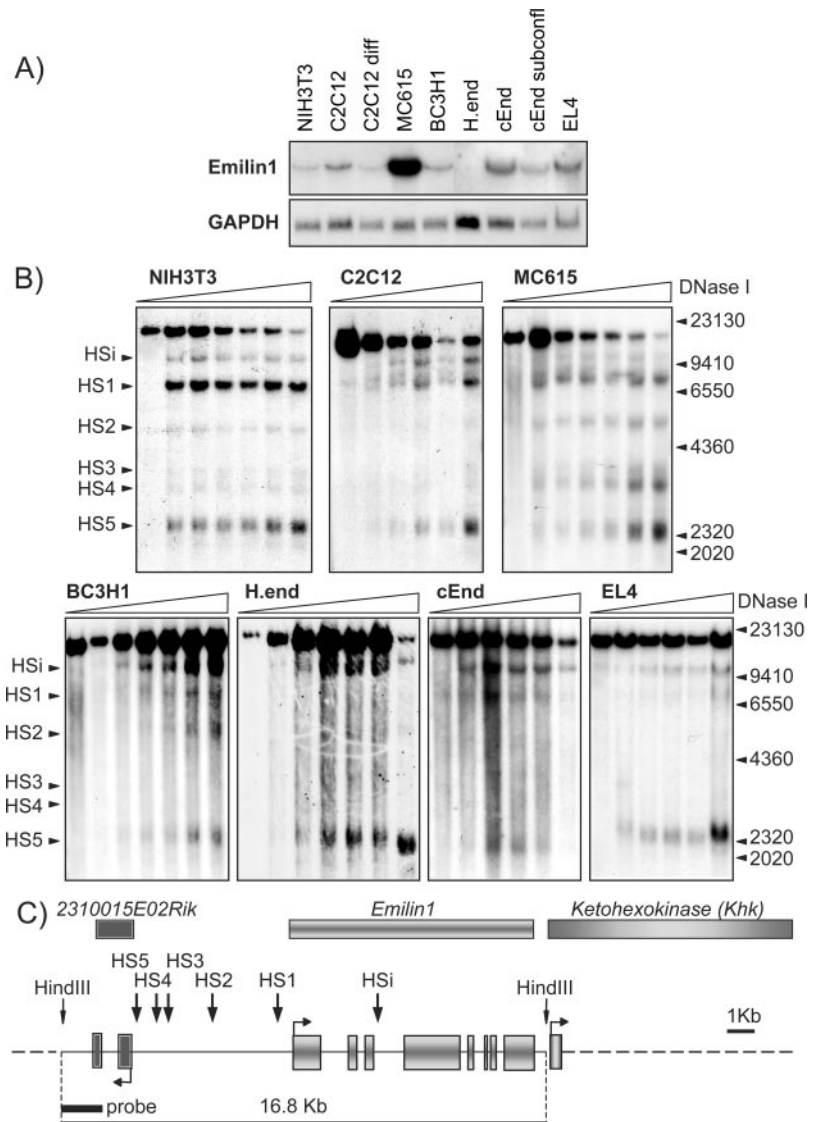 A)
NIH3T3 C2C12 C2C12 diff MC615 BC3H1 H.end cEnd cEnd subconfl EL4
Emilin1
GAPDH
B)
NIH3T3 C2C12 MC615 DNase I
HSi
HS1
HS2
HS3
HS4
HS5
23130
9410
6550
4360
2320
2020
BC3H1 H.end cEnd EL4 DNase I
HSi
HS1
HS2
HS3
HS4
HS5
23130
9410
6550
4360
2320
2020
C)
2310015E02Rik Emilin1 Ketohexokinase (Khk)
HS5 HS3
HindIII HS4 HS2 HS1 HSi HindIII
1Kb
probe 16.8 Kb